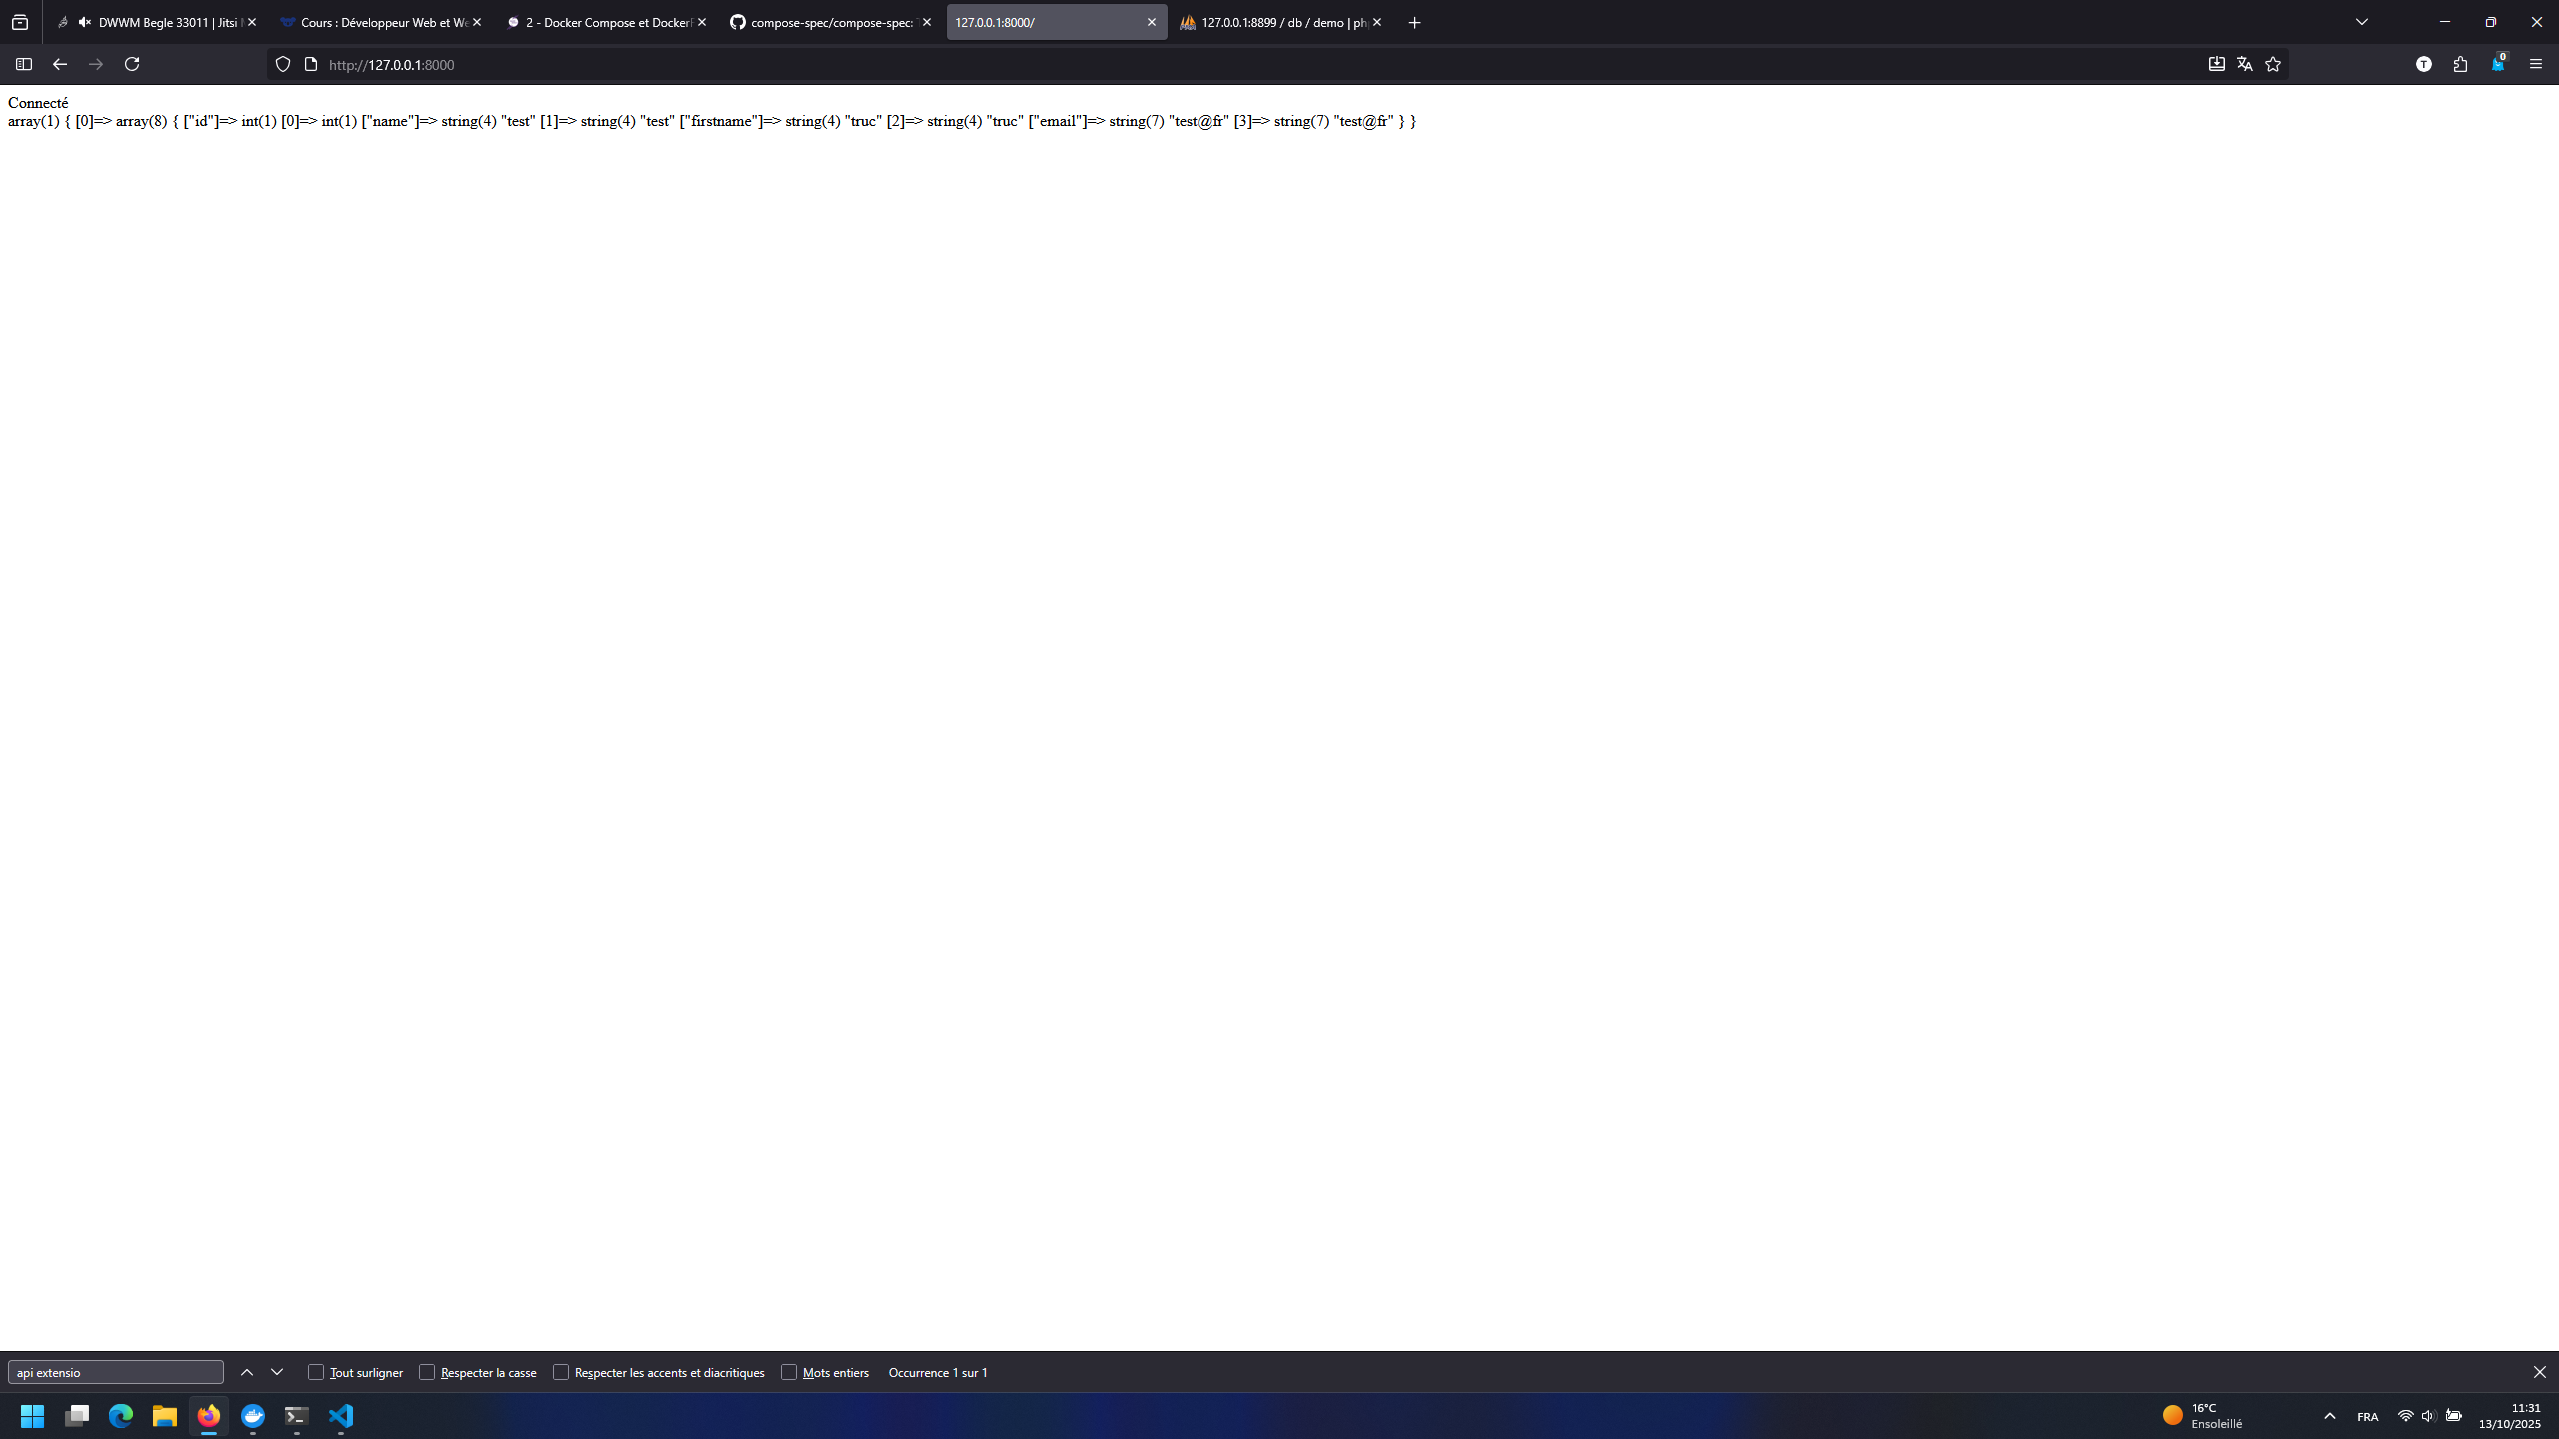 DWWM Begle 33011 | Jitsi
Cours : Développeur Web et We
2 - Docker Compose et Docker
compose-spec/compose-spec:
127.0.0.1:8000/
127.0.0.1:8899 / db / demo | ph
http://127.0.0.1:8000
T
0
Connecté
array(1) { [0]=> array(8) { ["id"]=> int(1) [0]=> int(1) ["name"]=> string(4) "test" [1]=> string(4) "test" ["firstname"]=> string(4) "truc" [2]=> string(4) "truc" ["email"]=> string(7) "test@fr" [3]=> string(7) "test@fr" } }
api extensio
Tout surligner
Respecter la casse
Respecter les accents et diacritiques
Mots entiers
Occurrence 1 sur 1
16°C
Ensoleillé
FRA
11:31
13/10/2025